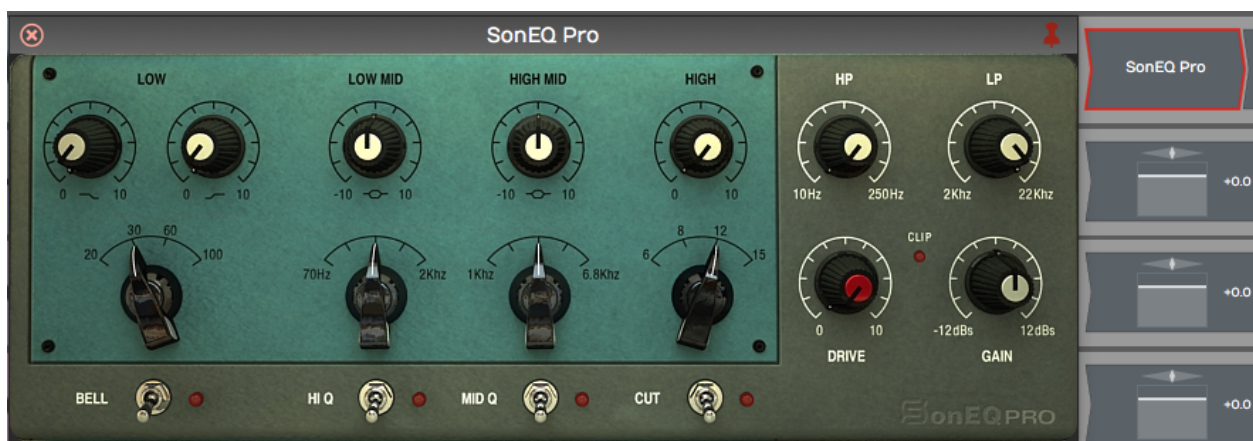 SonEQ Pro
SonEQ Pro
LOW LOW MID HIGH MID HIGH HP LP
0 10 0 10 -10 10 -10 10 0 10 10Hz 250Hz 2Khz 22Khz
20 30 60 100 70Hz 2Khz 1Khz 6.8Khz 6 8 12 15
CLIP
0 10 -12dBs 12dBs
DRIVE GAIN
BELL HI Q MID Q CUT
SonEQPRO
+0.0
+0.0
+0.0